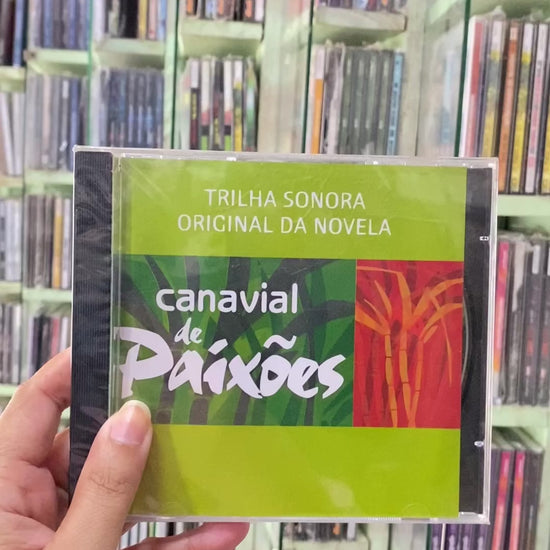 TRILHA SONORA
ORIGINAL DA NOVELA
canavial
de
Paixões